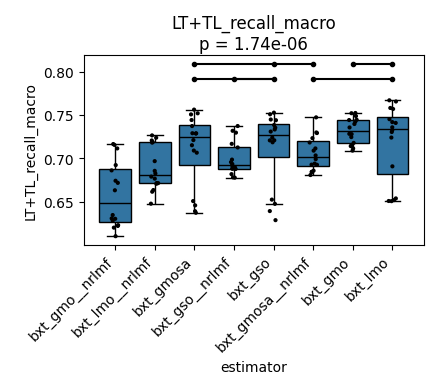 LT+TL_recall_macro
p = 1.74e-06
LT+TL_recall_macro
0.80
0.75
0.70
0.65
bxt_gmo__nrlmf
bxt_lmo__nrlmf
bxt_gmosa
bxt_gso__nrlmf
bxt_gso
bxt_gmosa__nrlmf
bxt_gmo
bxt_lmo
estimator